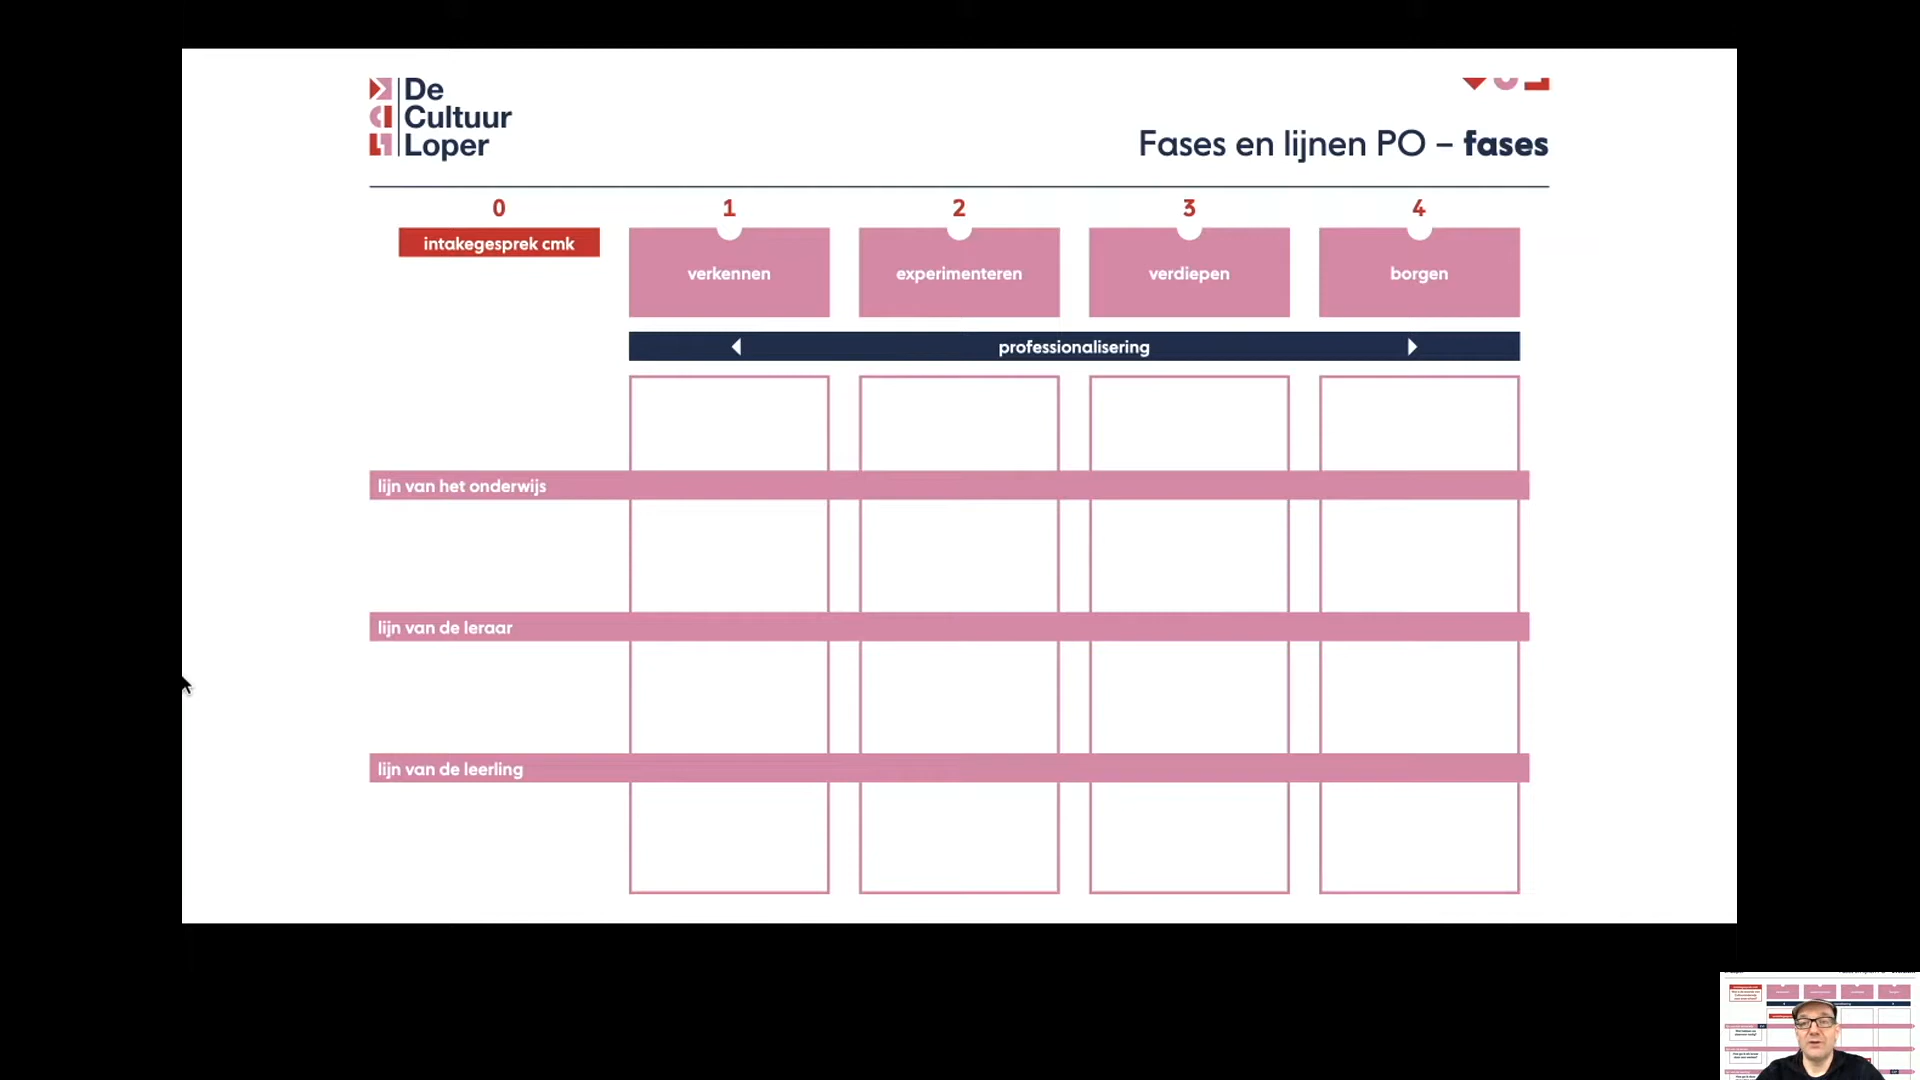 De
Cultuur
Loper
Fases en lijnen PO – fases
0
1
2
3
4
intakegesprek cmk
verkennen
experimenteren
verdiepen
borgen
professionalisering
lijn van het onderwijs
lijn van de leraar
lijn van de leerling